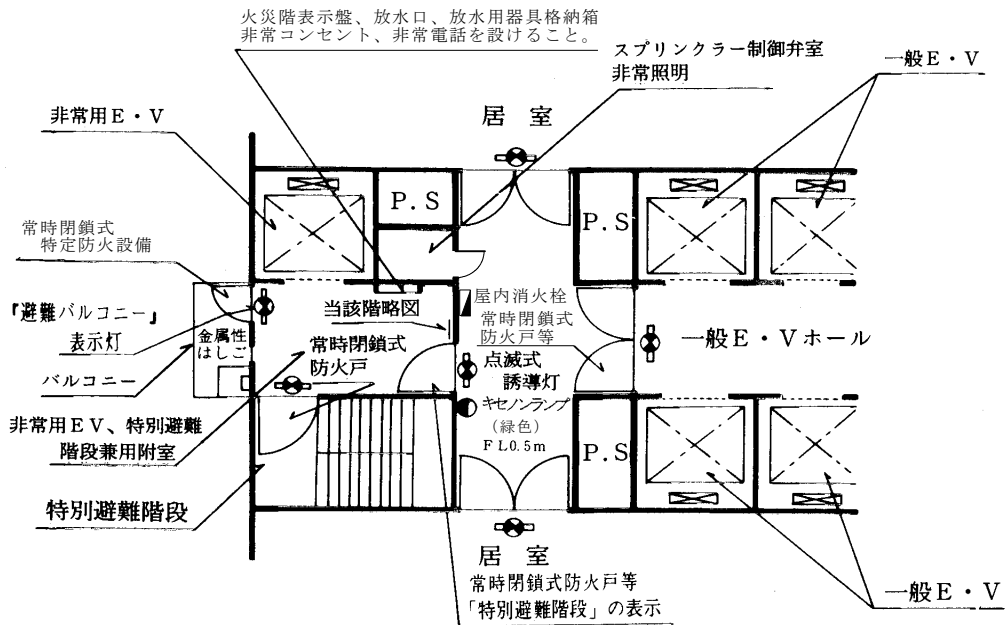 火災階表示盤、放水口、放水用器具格納箱
非常コンセント、非常電話を設けること。
スプリンクラー制御弁室
非常照明
一般E・V
非常用E・V
居 室
P.S
P.S
常時閉鎖式
特定防火設備
『避難バルコニー』
表示灯
金属性
はしご
バルコニー
当該階略図
常時閉鎖式
防火戸
屋内消火栓
常時閉鎖式
防火戸等
点滅式
誘導灯
キセノンランプ
(緑色)
FL0.5m
一般E・Vホール
非常用EV、特別避難
階段兼用附室
特別避難階段
P.S
居 室
常時閉鎖式防火戸等
「特別避難階段」の表示
一般E・V